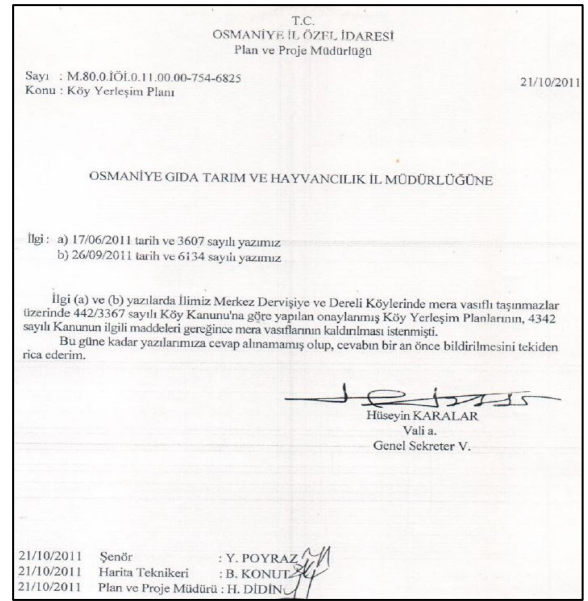 T.C.
OSMANİYE İL ÖZEL İDARESİ
Plan ve Proje Müdürlüğü
Sayı : M.80.0.İÖİ.0.11.00.00-754-6825
21/10/2011
Konu : Köy Yerleşim Planı
OSMANİYE GIDA TARIM VE HAYVANCILIK İL MÜDÜRLÜĞÜNE
İlgi : a) 17/06/2011 tarih ve 3607 sayılı yazımız
b) 26/09/2011 tarih ve 6134 sayılı yazımız
İlgi (a) ve (b) yazılarda İlimiz Merkez Dervişiye ve Dereli Köylerinde mera vasıflı taşınmazlar
üzerinde 442/3367 sayılı Köy Kanunu'na göre yapılan onaylanmış Köy Yerleşim Planlarının, 4342
sayılı Kanunun ilgili maddeleri gereğince mera vasıflarının kaldırılması istenmişti.
Bu güne kadar yazılarımıza cevap alınamamış olup, cevabın bir an önce bildirilmesini tekiden
rica ederim.
Hüseyin KARALAR
Vali a.
Genel Sekreter V.
21/10/2011 Şenör : Y. POYRAZ
21/10/2011 Harita Teknikeri : B. KONUT
21/10/2011 Plan ve Proje Müdürü : H. DİDİN